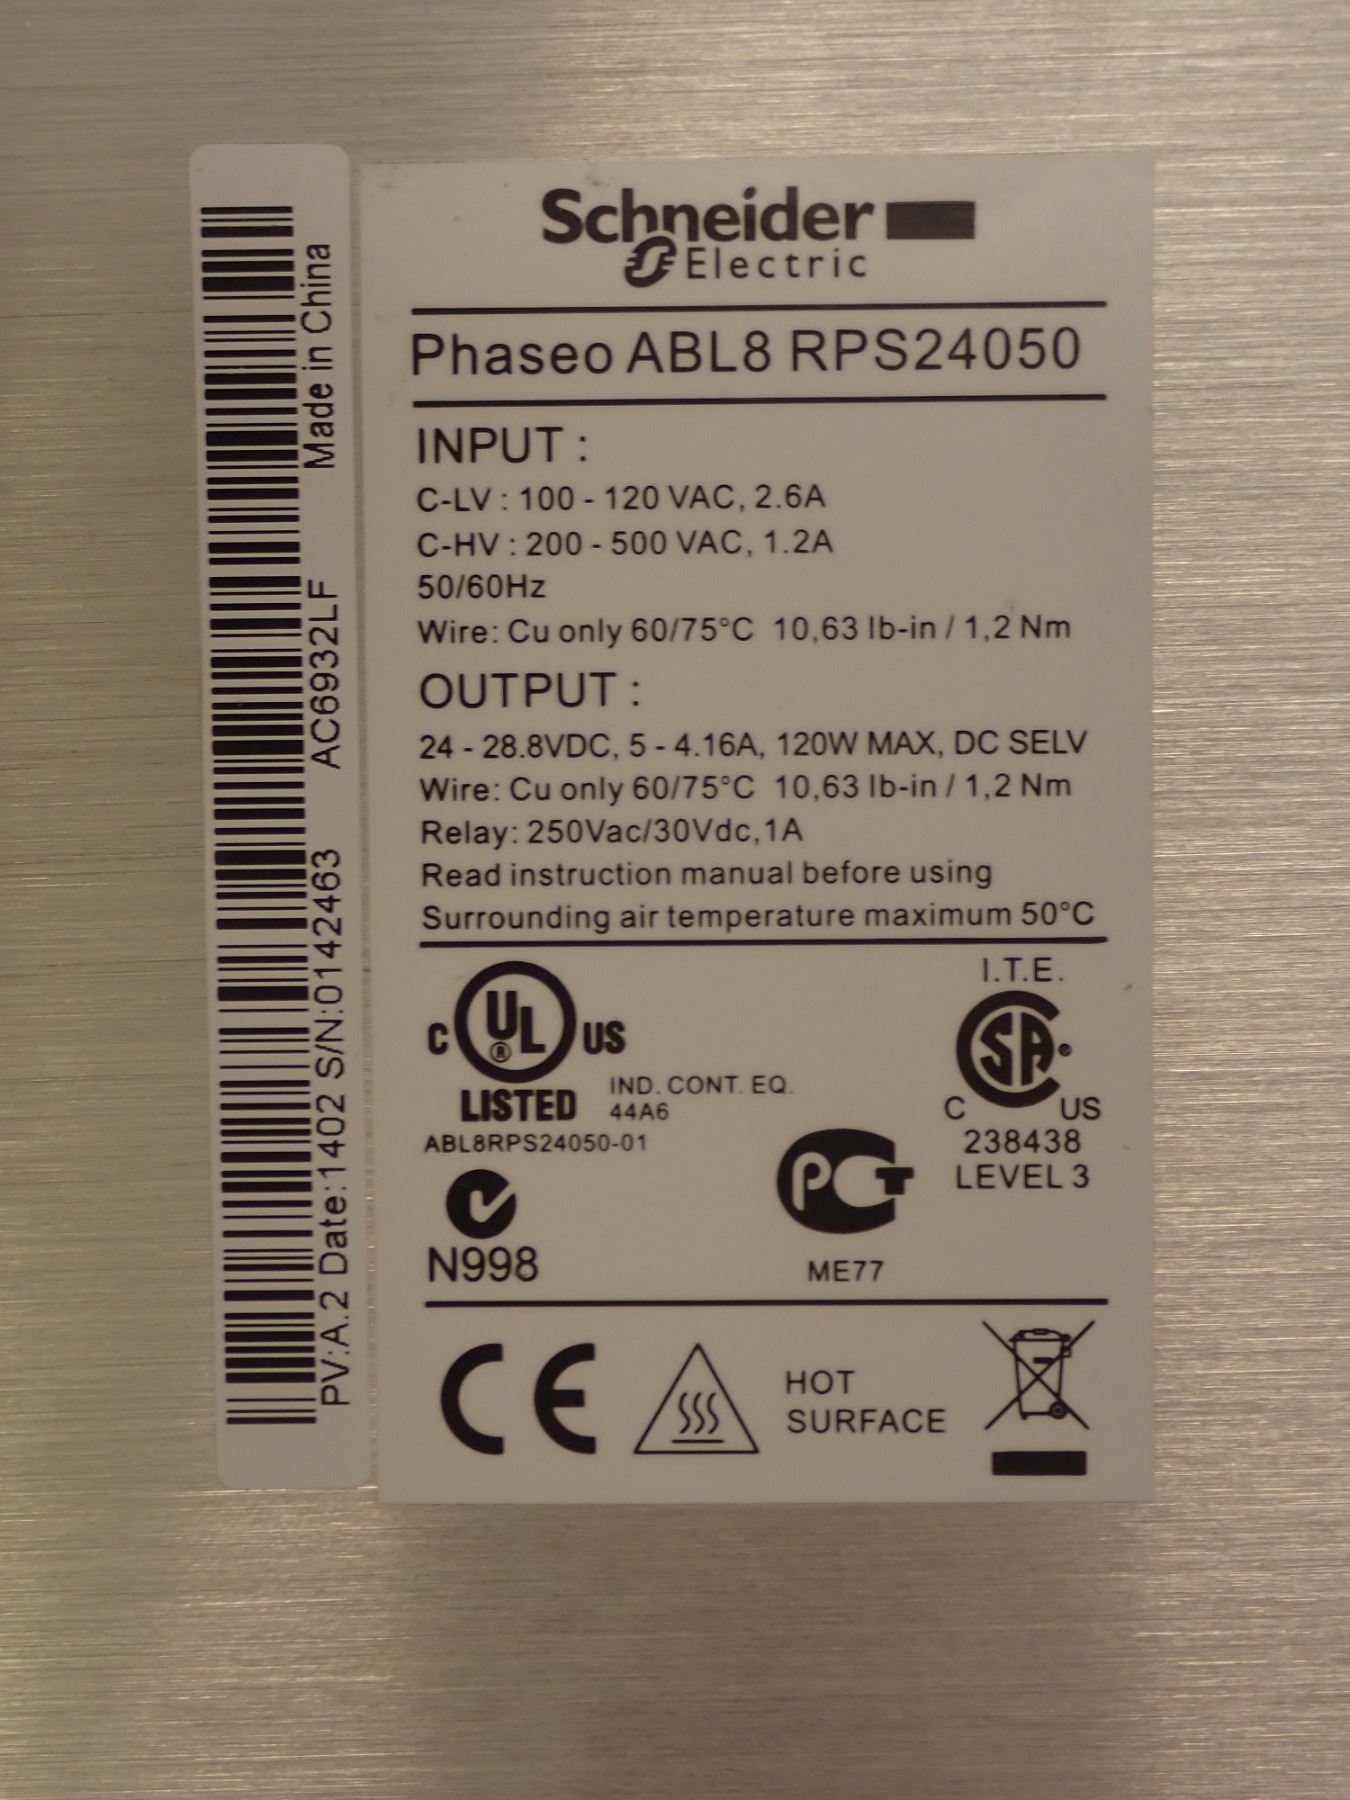 Schneider
Electric
Phaseo ABL8 RPS24050
INPUT :
C-LV : 100 - 120 VAC, 2.6A
C-HV : 200 - 500 VAC, 1.2A
50/60Hz
Wire: Cu only 60/75°C 10,63 lb-in / 1,2 Nm
OUTPUT :
24 - 28.8VDC, 5 - 4.16A, 120W MAX, DC SELV
Wire: Cu only 60/75°C 10,63 lb-in / 1,2 Nm
Relay: 250Vac/30Vdc,1A
Read instruction manual before using
Surrounding air temperature maximum 50°C
C UL ® US
LISTED
IND. CONT. EQ.
44A6
ABL8RPS24050-01
N998
I.T.E.
SA
C US
238438
LEVEL 3
PCT
ME77
CE
HOT
SURFACE
PV:A.2 Date:1402 S/N:0142463 AC6932LF Made in China